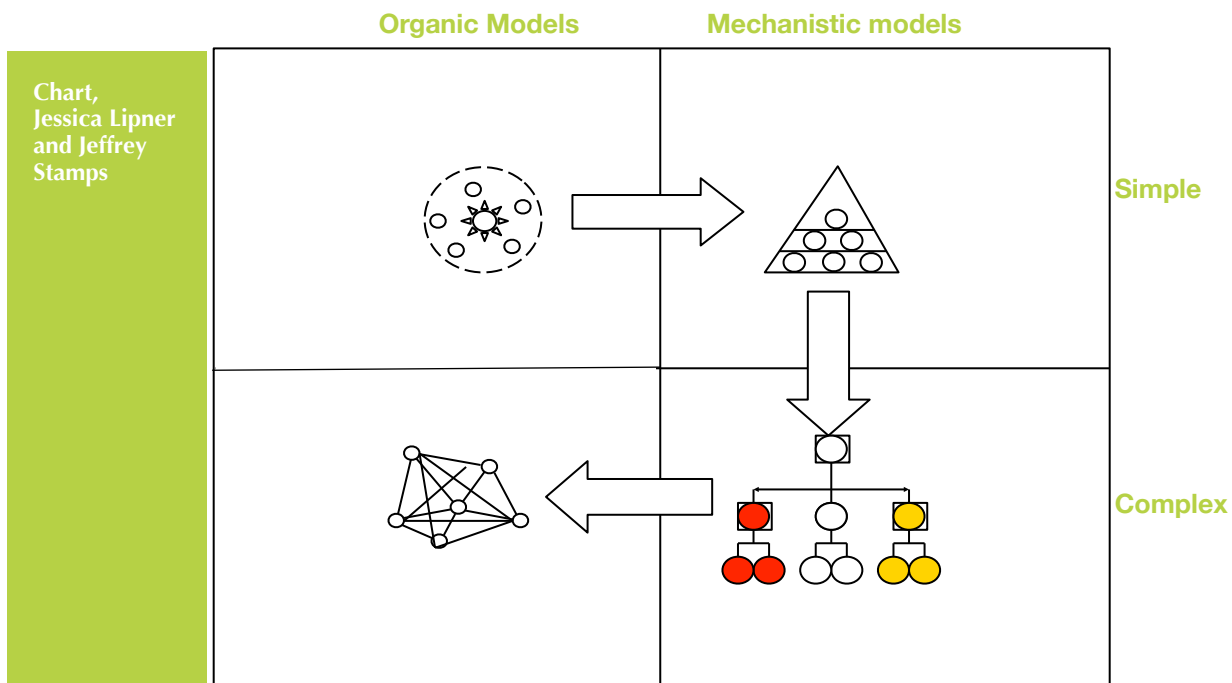 Organic Models
Mechanistic models
Chart,
Jessica Lipner
and Jeffrey
Stamps
Simple
Complex